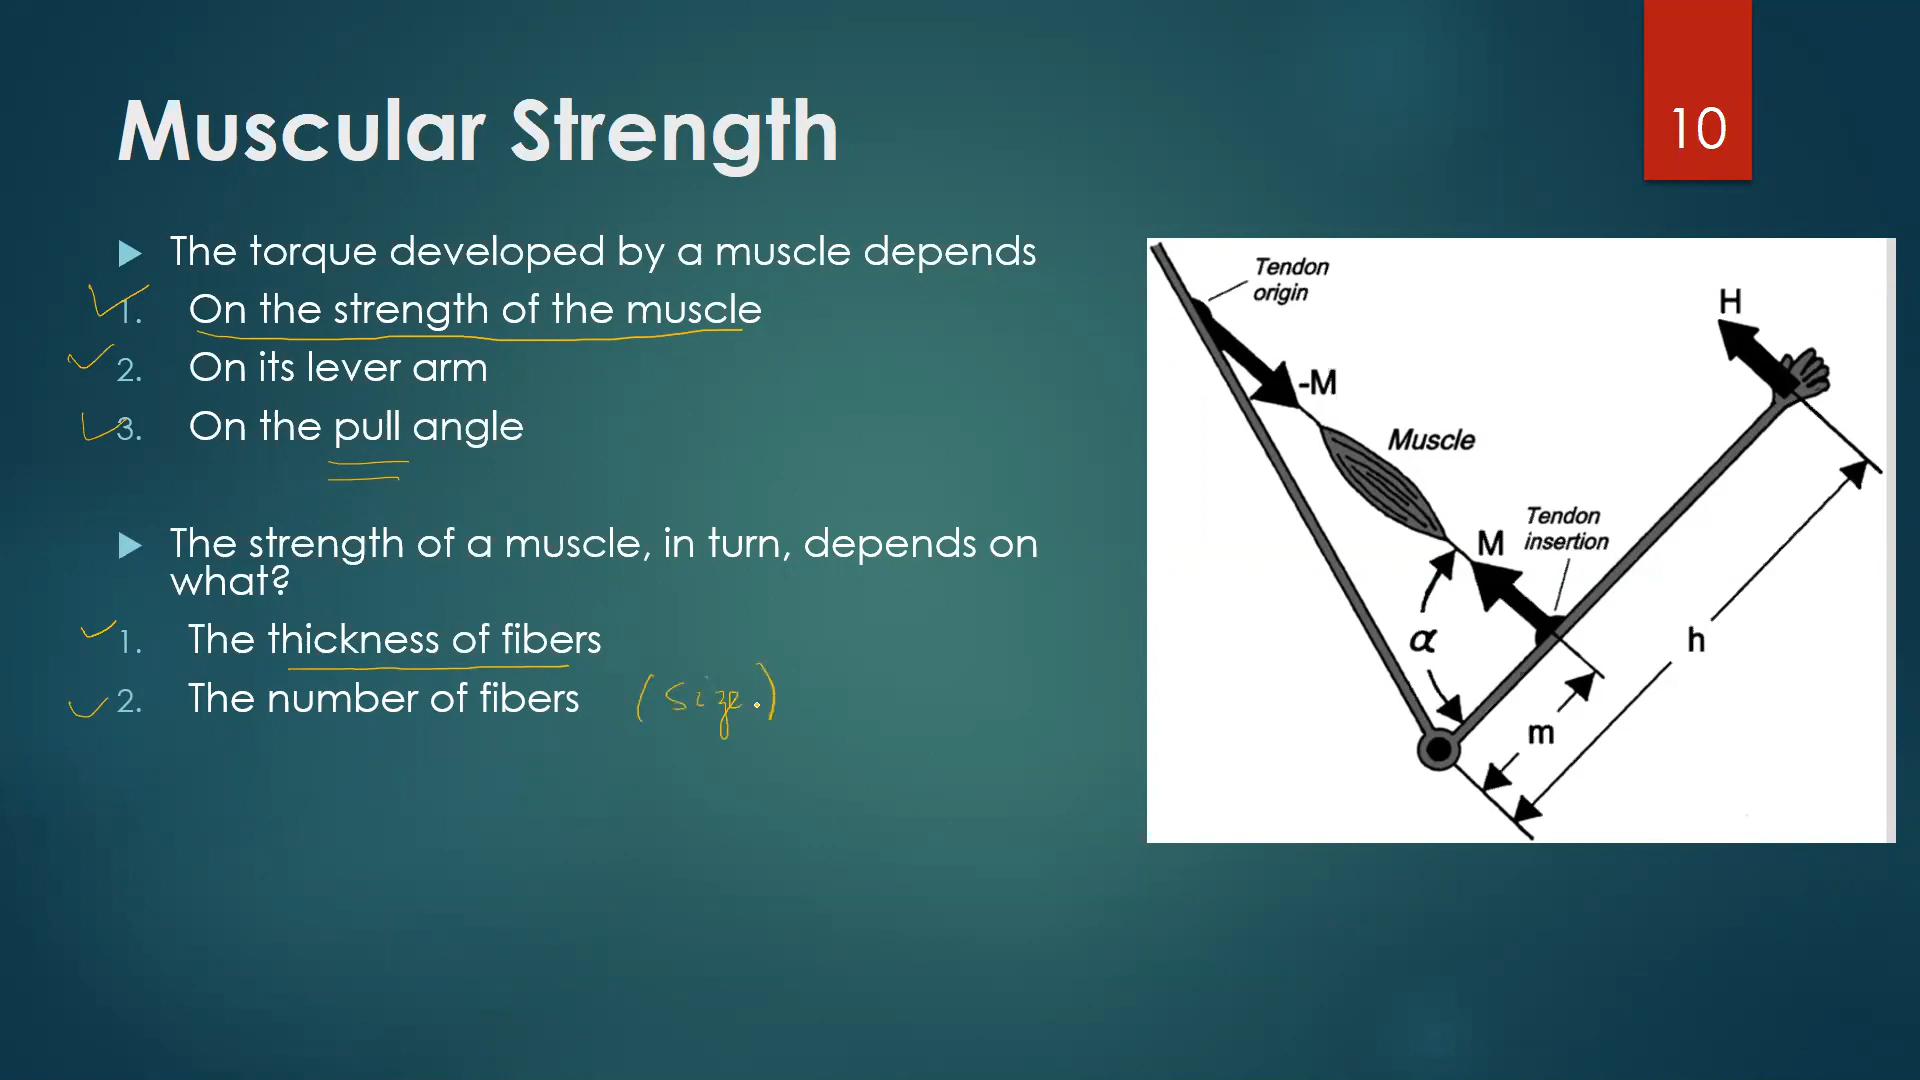 Muscular Strength
10
The torque developed by a muscle depends
1. On the strength of the muscle
2. On its lever arm
3. On the pull angle
The strength of a muscle, in turn, depends on
what?
1. The thickness of fibers
2. The number of fibers (size.)
Tendon
origin
H
-M
Muscle
M
Tendon
insertion
α
h
m